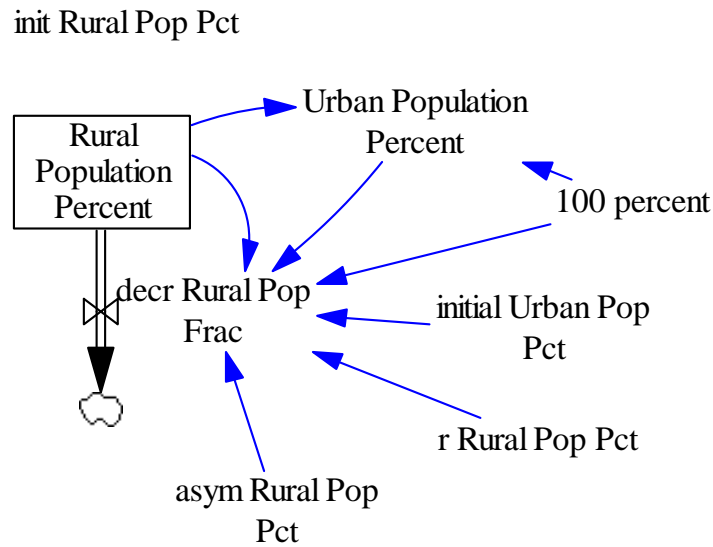 init Rural Pop Pct
Rural
Population
Percent
Urban Population
Percent
100 percent
decr Rural Pop
Frac
initial Urban Pop
Pct
r Rural Pop Pct
asym Rural Pop
Pct